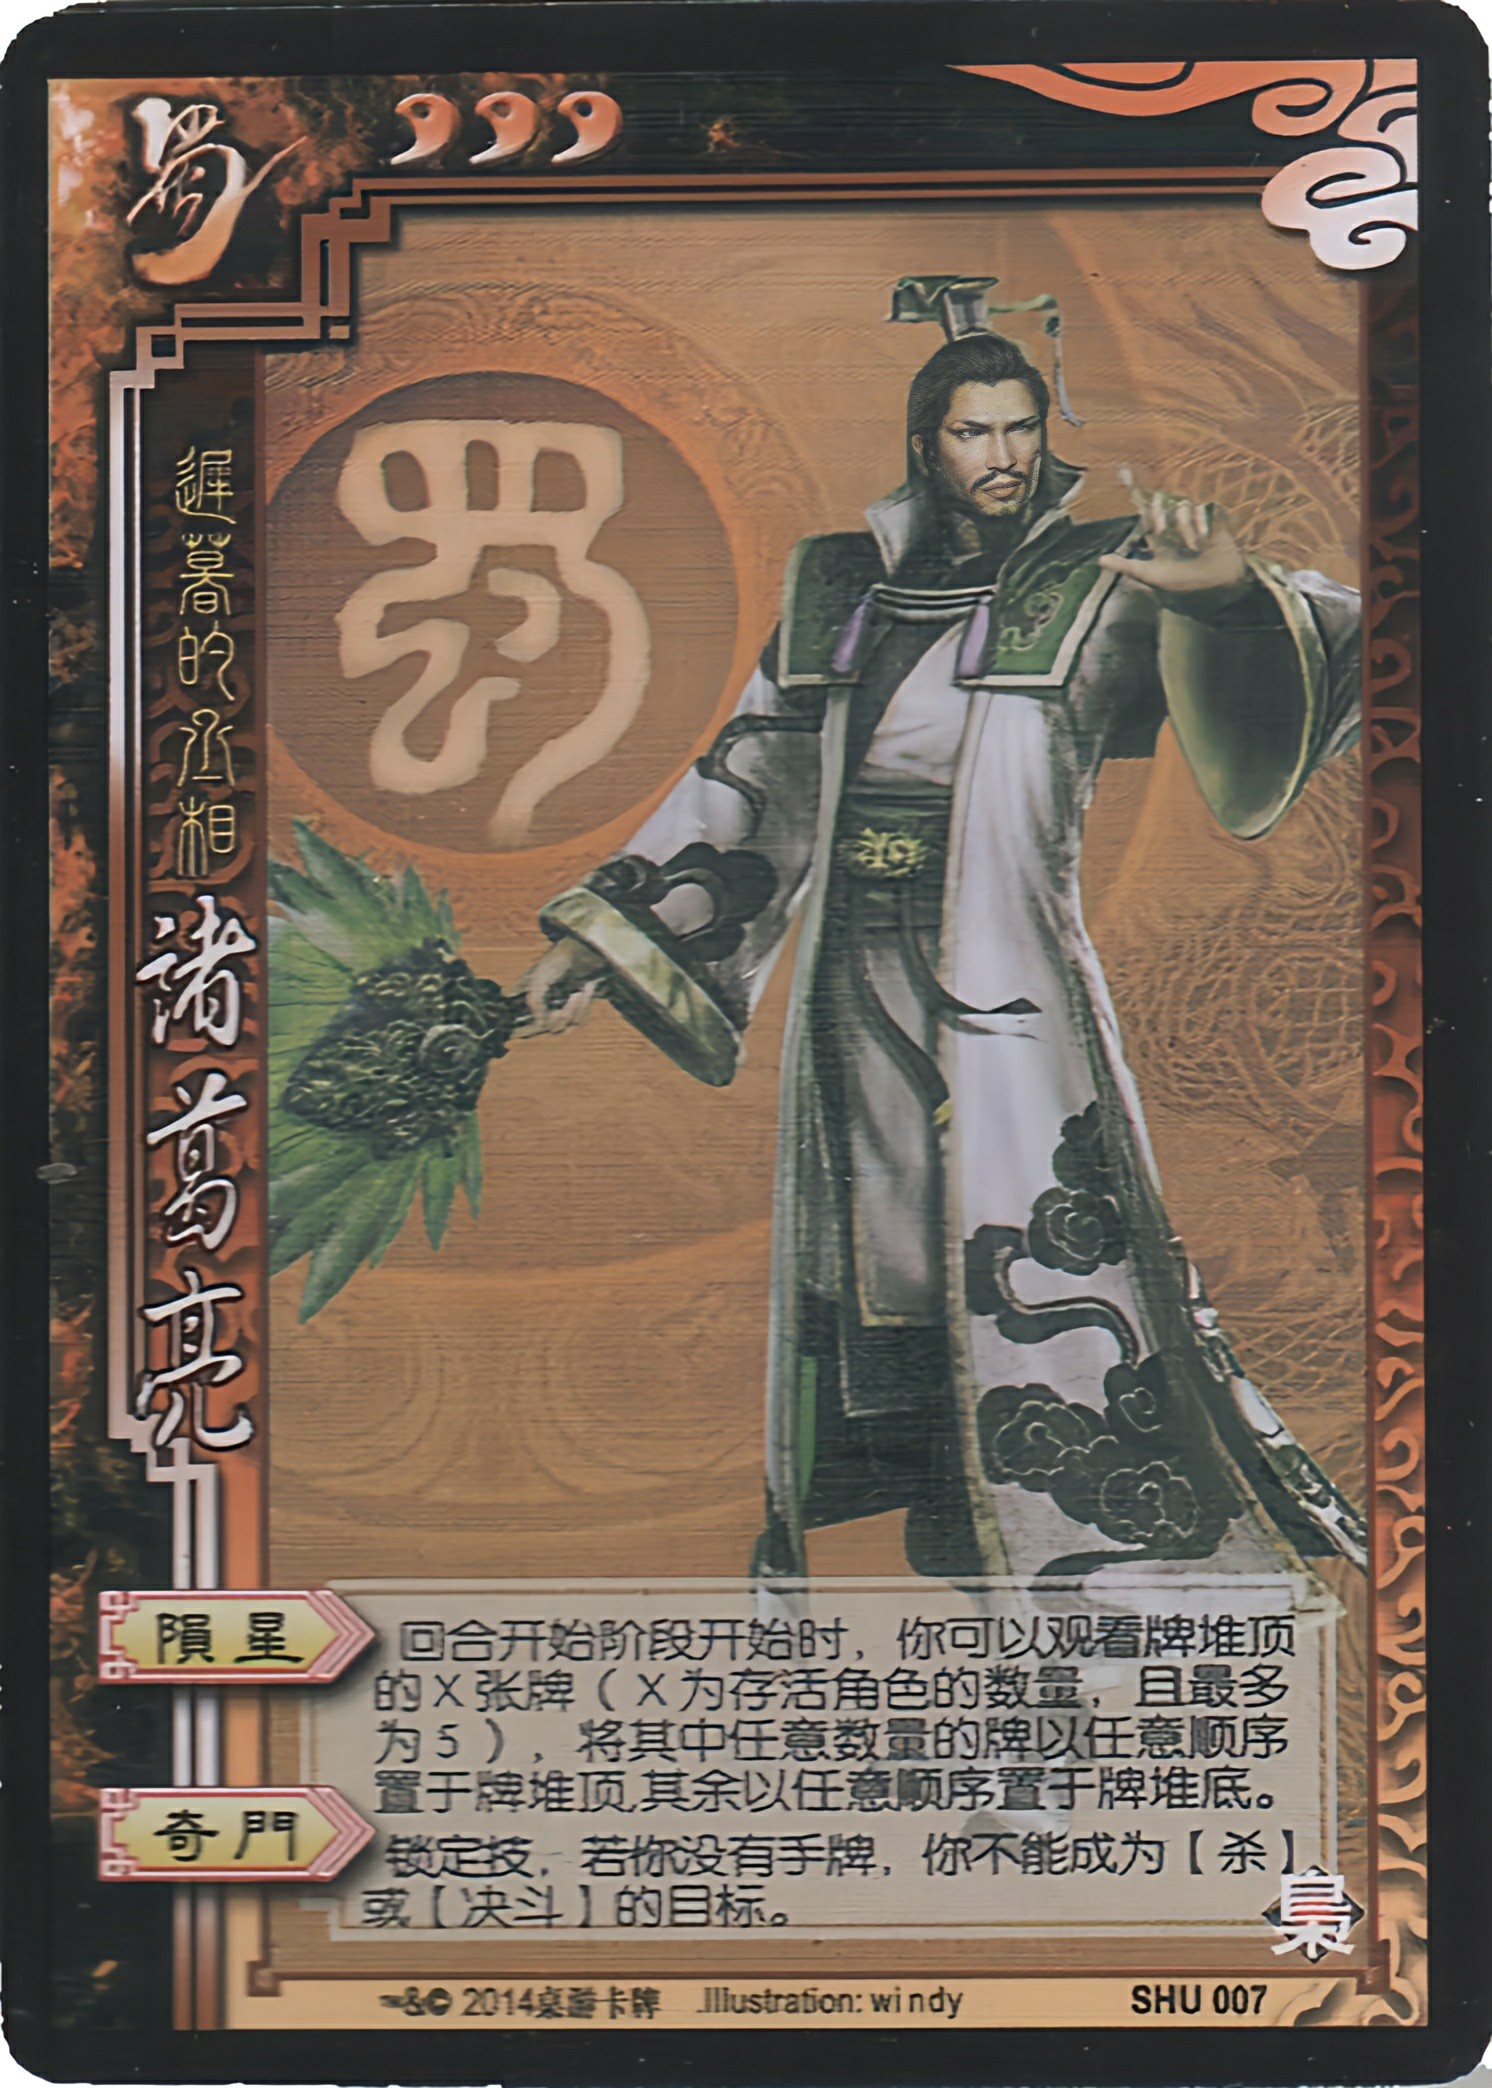 蜀
蜀
遲暮的丞相
諸葛亮
隕星
回合开始阶段开始时，你可以观看牌堆顶
的X张牌（X为存活角色的数量，且最多
为5），将其中任意数量的牌以任意顺序
置于牌堆顶,其余以任意顺序置于牌堆底。
奇門
锁定技，若你没有手牌，你不能成为【杀】
或【决斗】的目标。
梟
™&© 2014桌游卡牌 .Illustration: windy SHU 007